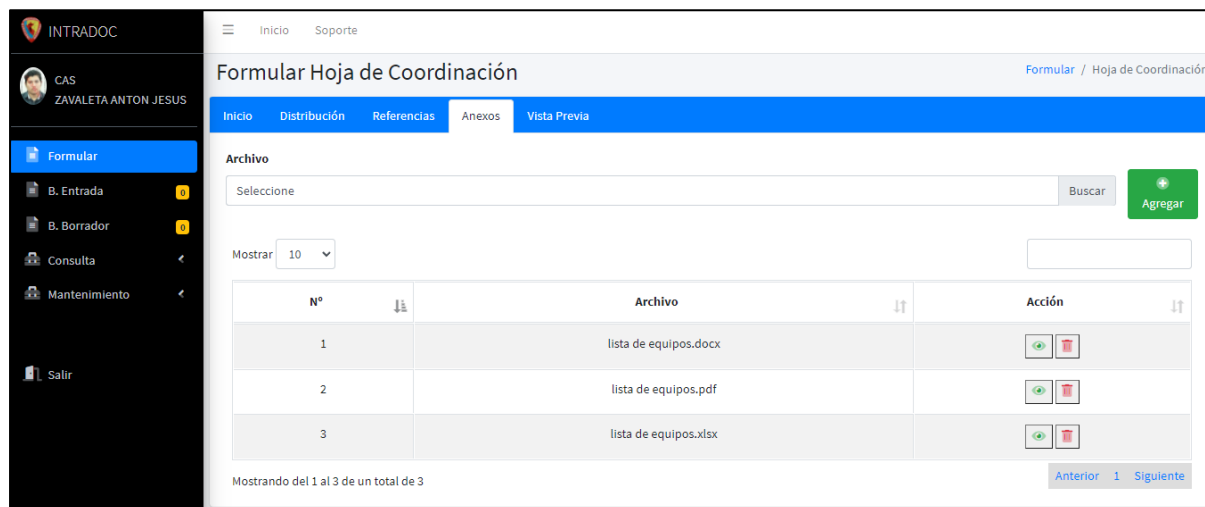 INTRADOC
CAS
ZAVALETA ANTON JESUS
Formular
B. Entrada 0
B. Borrador 0
Consulta
Mantenimiento
Salir
Inicio Soporte
Formular Hoja de Coordinación
Formular / Hoja de Coordinación
Inicio Distribución Referencias Anexos Vista Previa
Archivo
Seleccione Buscar
Agregar
Mostrar 10
Nº Archivo Acción
1 lista de equipos.docx
2 lista de equipos.pdf
3 lista de equipos.xlsx
Mostrando del 1 al 3 de un total de 3
Anterior 1 Siguiente